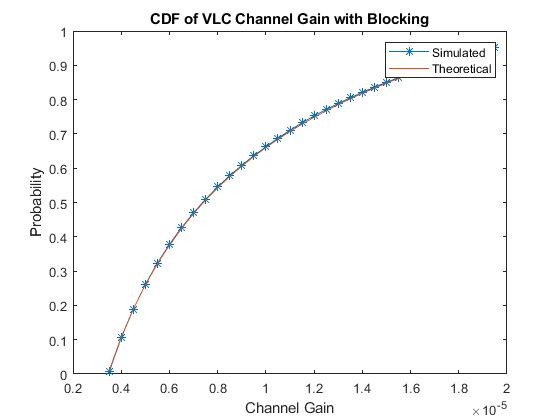 CDF of VLC Channel Gain with Blocking
1
0.9
0.8
0.7
0.6
0.5
0.4
0.3
0.2
0.1
0
Probability
Simulated
Theoretical
0.2 0.4 0.6 0.8 1 1.2 1.4 1.6 1.8 2
Channel Gain
×10-5